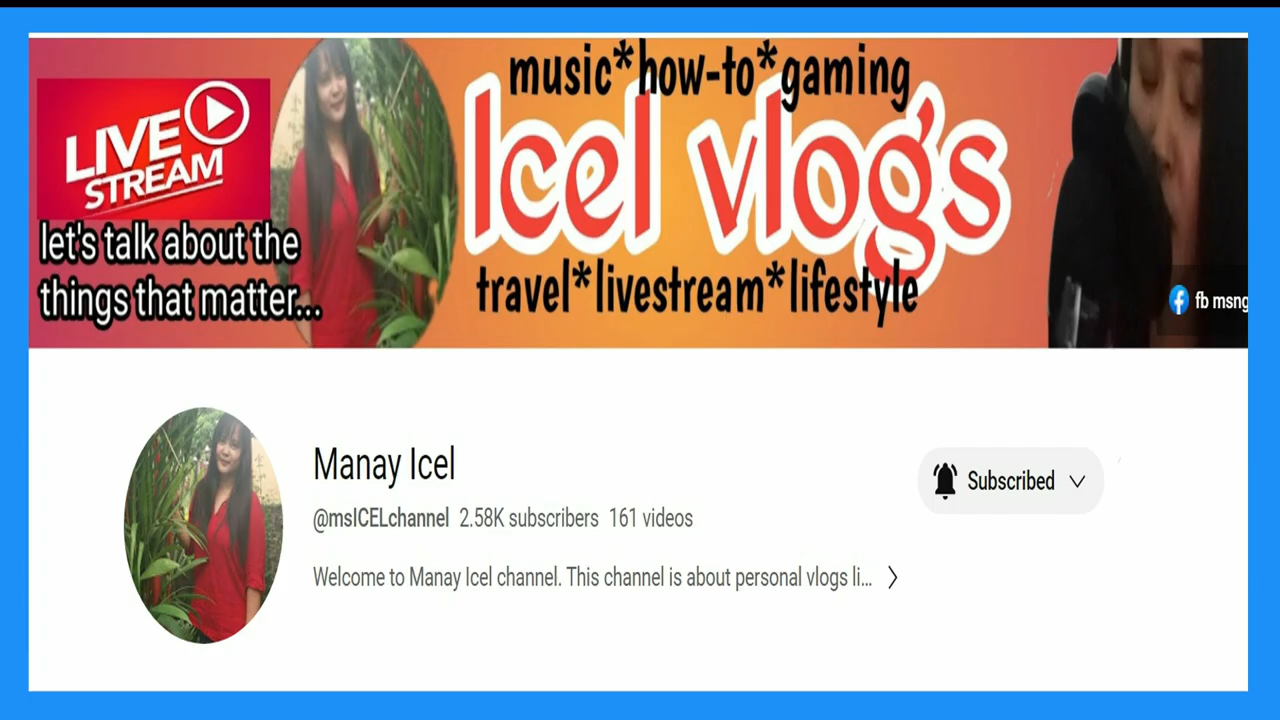 music*how-to*gaming
Icel vlogs
travel*livestream*lifestyle
LIVE
STREAM
let's talk about the
things that matter...
fb msng
Manay Icel
@msICELchannel 2.58K subscribers 161 videos
Welcome to Manay Icel channel. This channel is about personal vlogs li...
Subscribed